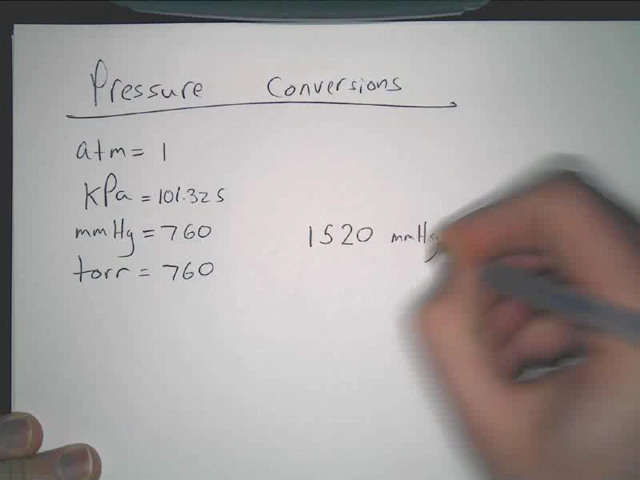 Pressure Conversions
atm = 1
kPa = 101.325
mmHg = 760 1520 mmHg
torr = 760